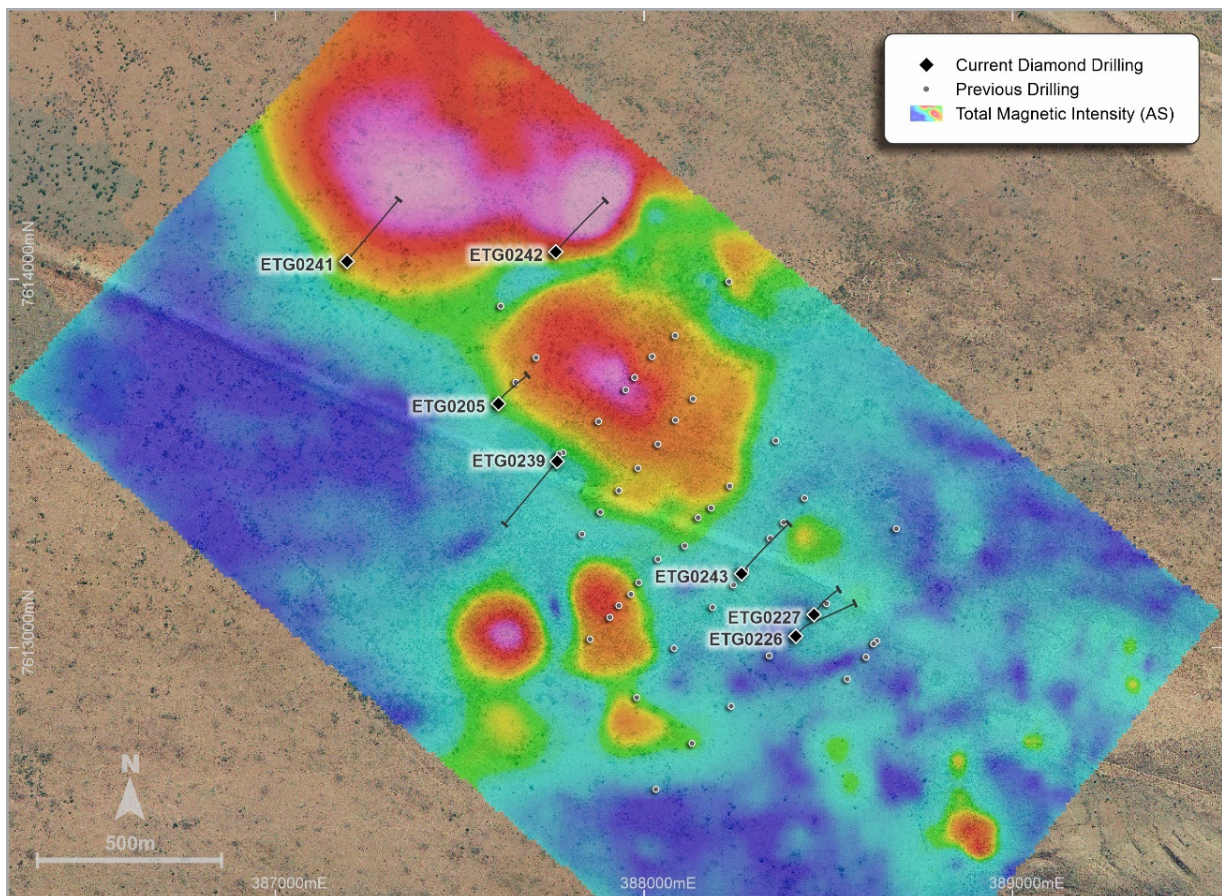 Current Diamond Drilling
Previous Drilling
Total Magnetic Intensity (AS)
ETG0241
ETG0242
7614000mN
ETG0205
ETG0239
ETG0243
ETG0227
ETG0226
7613000mN
N
500m
387000mE
388000mE
389000mE